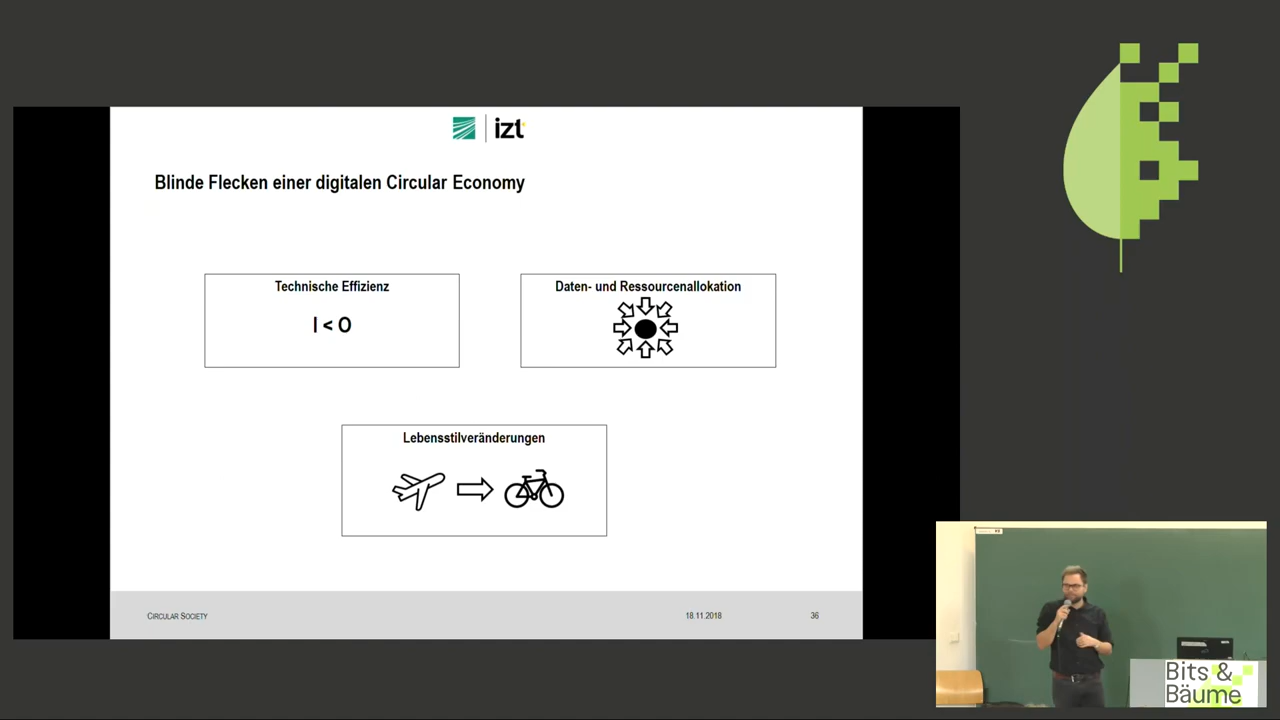 izt
Blinde Flecken einer digitalen Circular Economy
Technische Effizienz
I < O
Daten- und Ressourcenallokation
Lebensstilveränderungen
CIRCULAR SOCIETY
18.11.2018
36
Bits &
Bäume